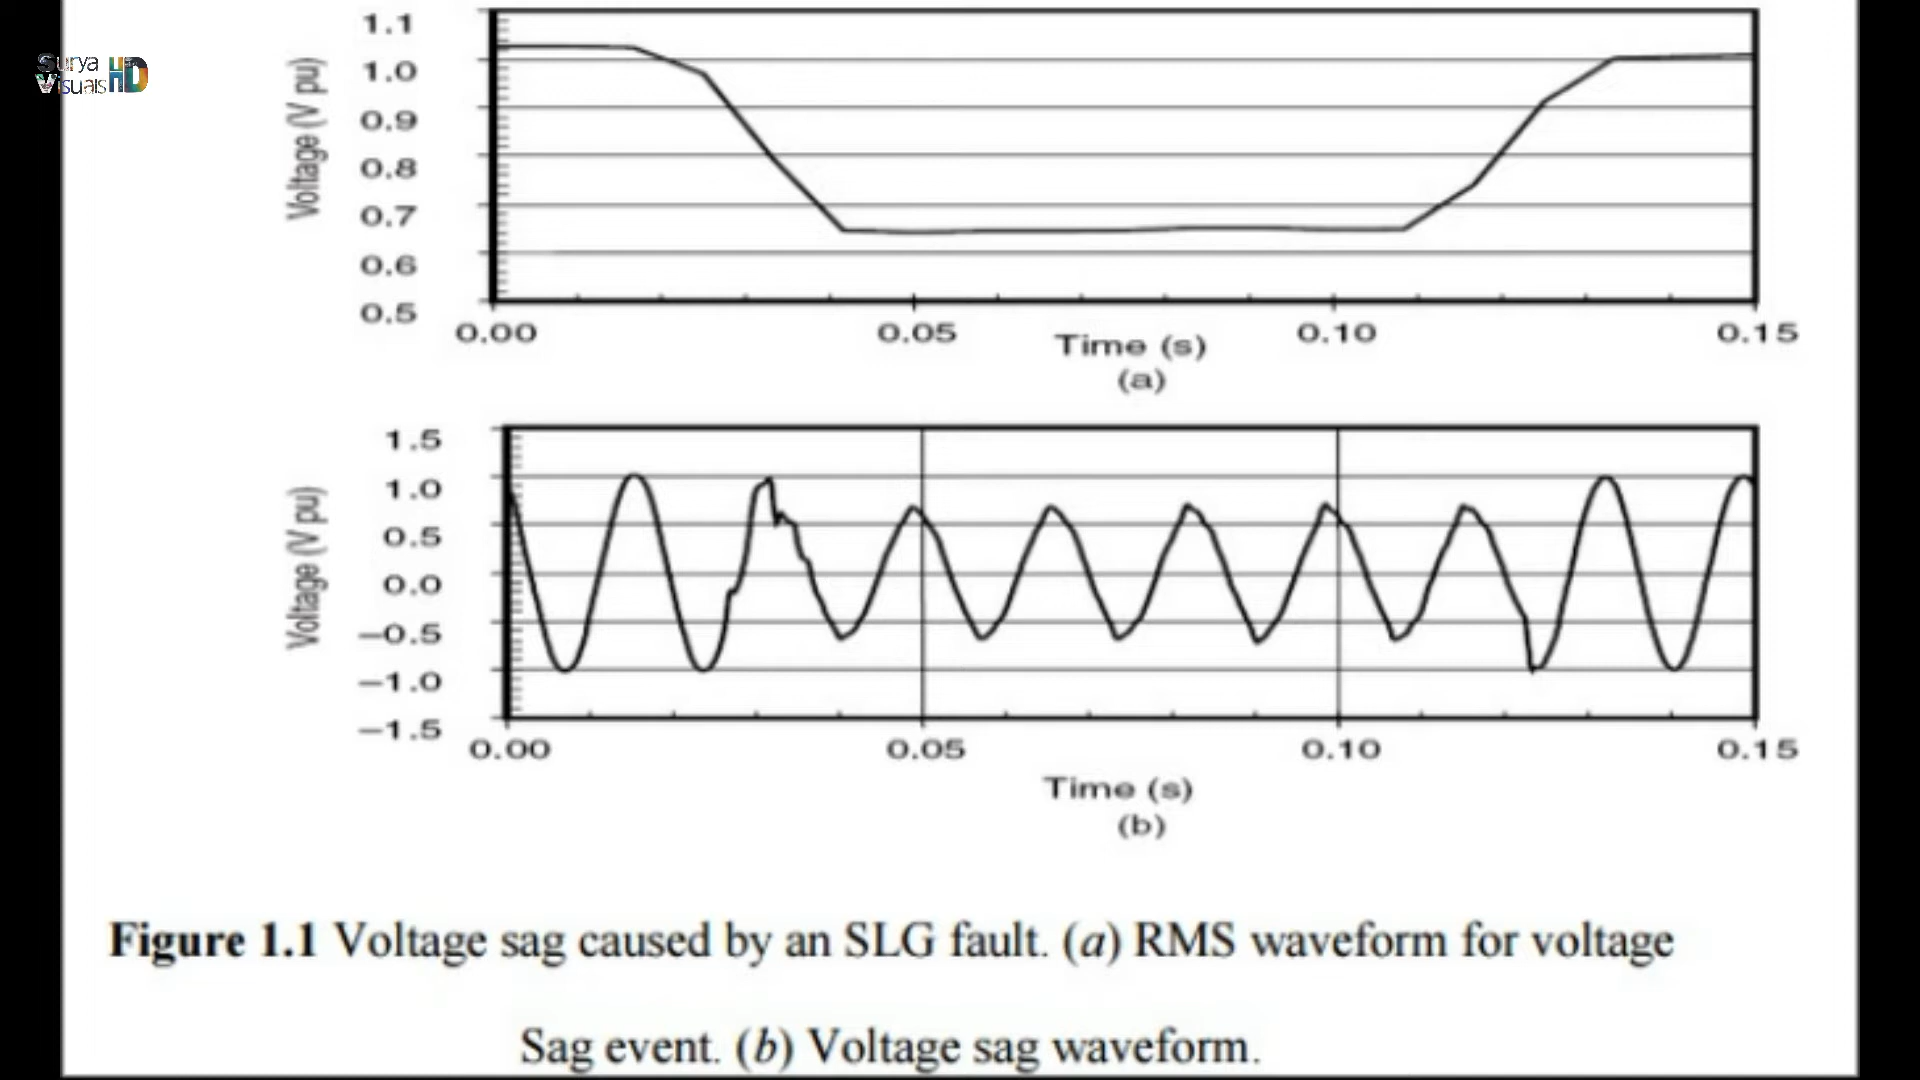 1.1
Surya
Visuals HD
1.0
0.9
0.8
0.7
0.6
0.5
Voltage (V pu)
0.00 0.05 0.10 0.15
Time (s)
(a)
1.5
1.0
0.5
0.0
–0.5
–1.0
–1.5
Voltage (V pu)
0.00 0.05 0.10 0.15
Time (s)
(b)
Figure 1.1 Voltage sag caused by an SLG fault. (a) RMS waveform for voltage
Sag event. (b) Voltage sag waveform.